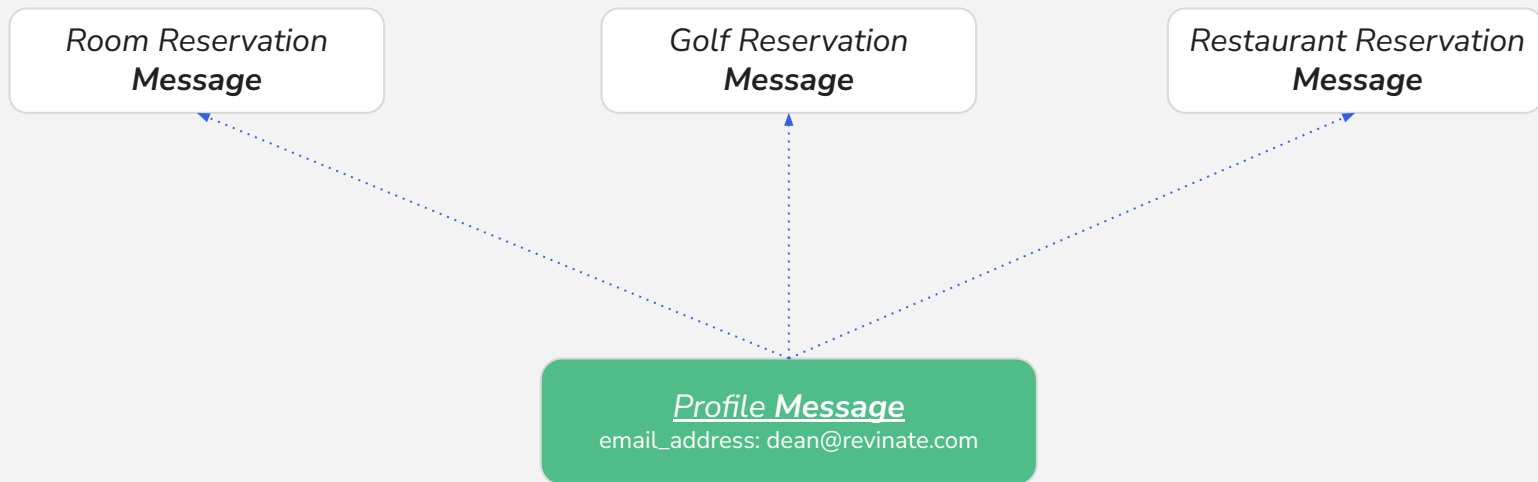 Room Reservation
Message
Golf Reservation
Message
Restaurant Reservation
Message
Profile Message
email_address: dean@revinate.com